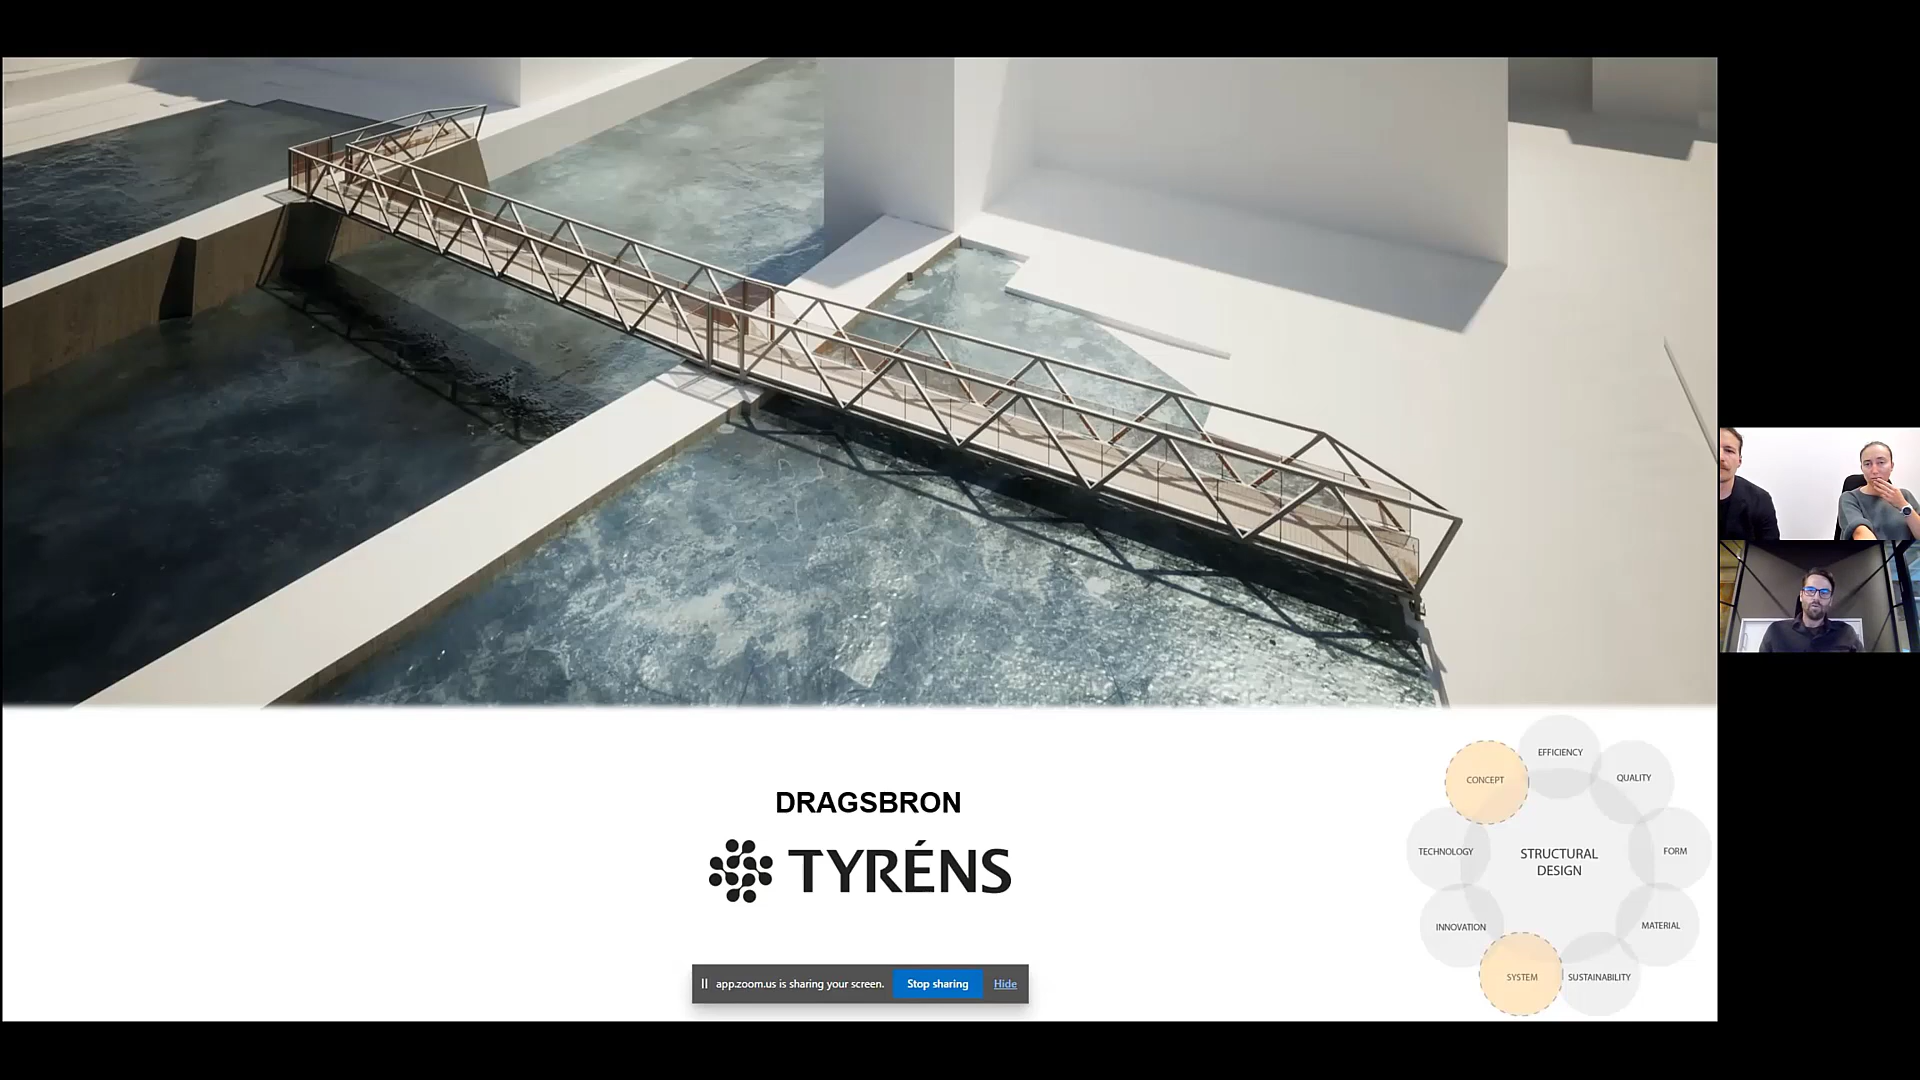 DRAGSBRON
TYRÉNS
EFFICIENCY
CONCEPT
QUALITY
TECHNOLOGY
STRUCTURAL
DESIGN
FORM
INNOVATION
MATERIAL
SYSTEM
SUSTAINABILITY
app.zoom.us is sharing your screen.
Stop sharing
Hide